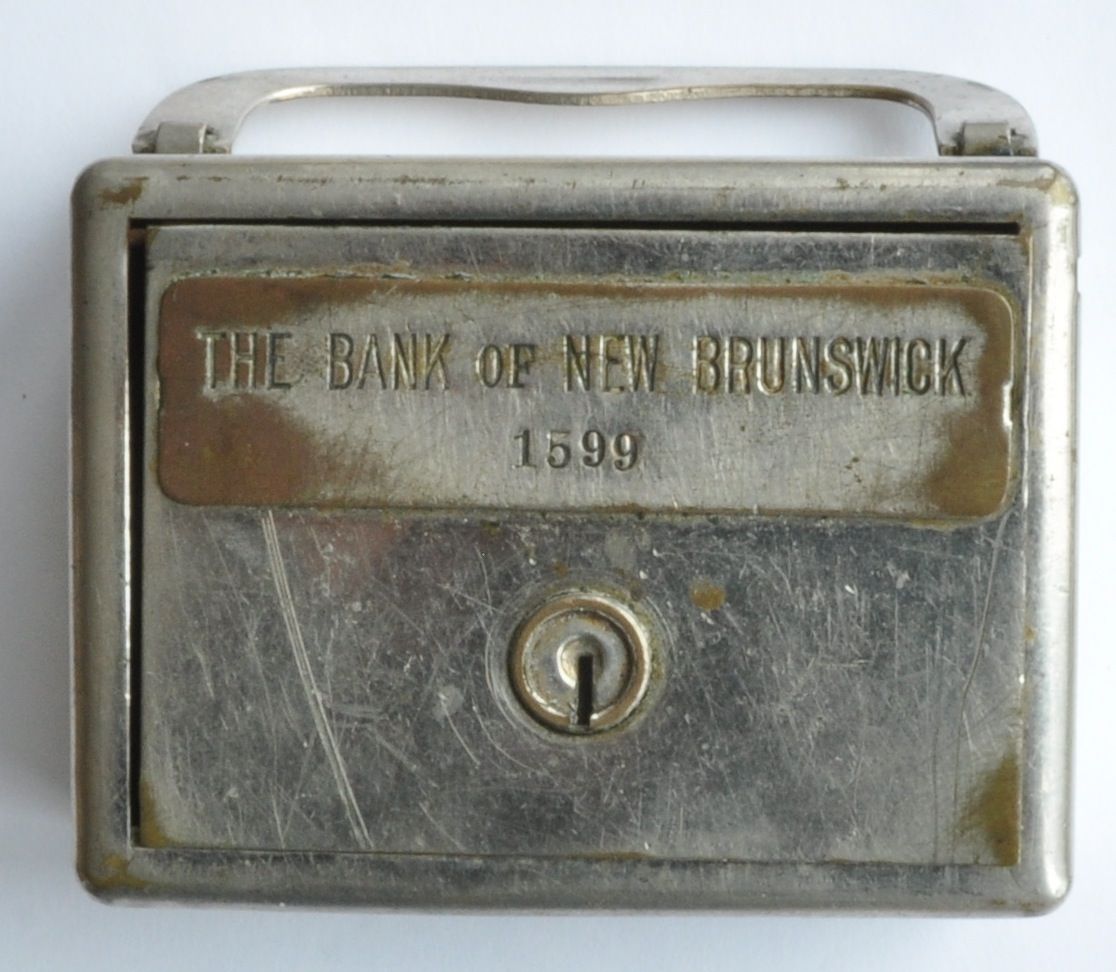 THE BANK OF NEW BRUNSWICK
1599